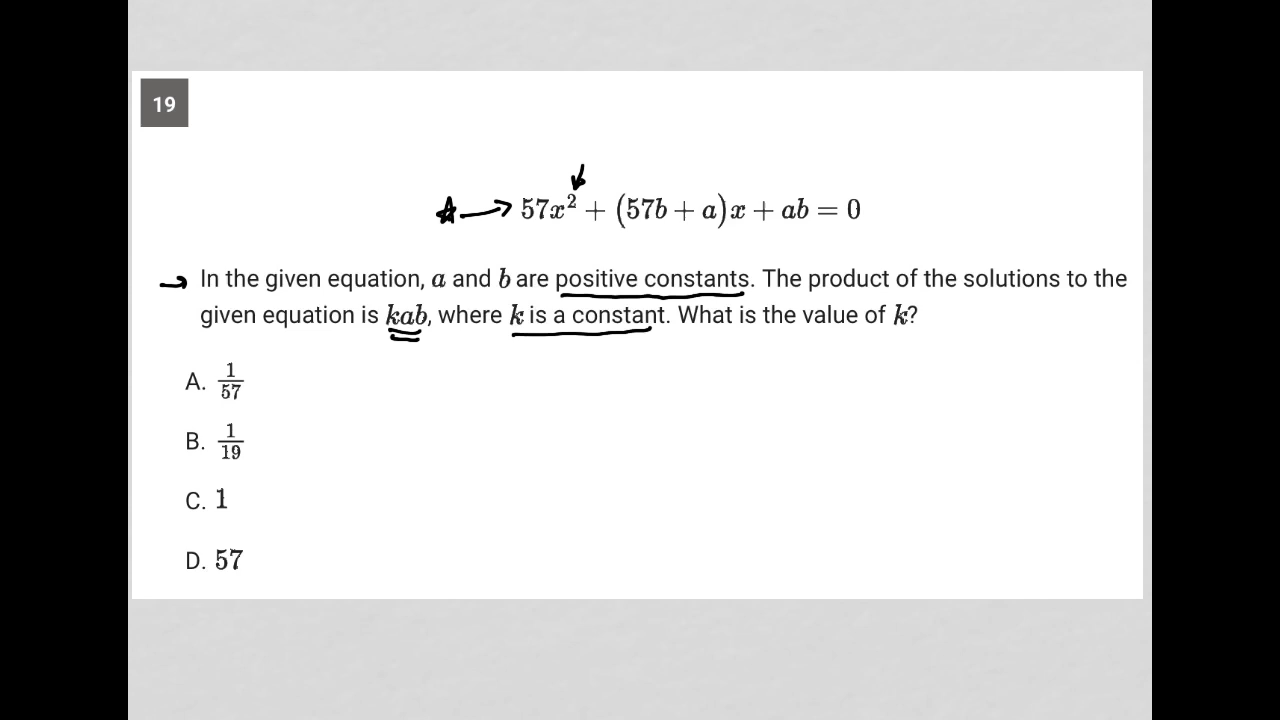 19
57x² + (57b + a)x + ab = 0
In the given equation, a and b are positive constants. The product of the solutions to the
given equation is kab, where k is a constant. What is the value of k?
A. 1/57
B. 1/19
C. 1
D. 57